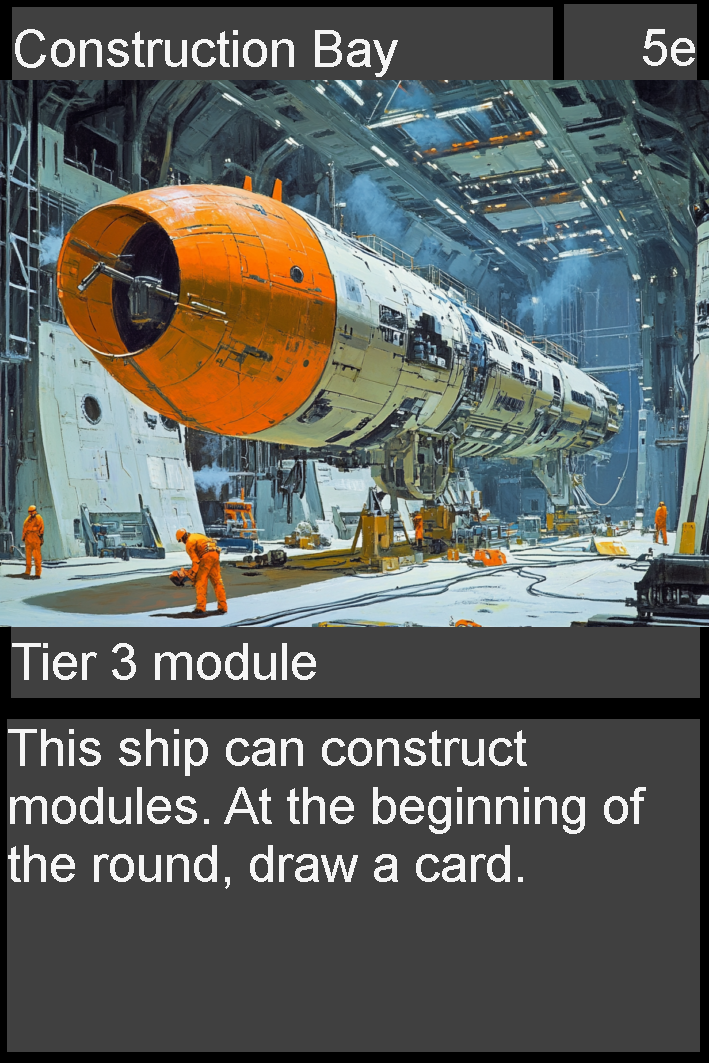 Construction Bay
5e
Tier 3 module
This ship can construct
modules. At the beginning of
the round, draw a card.